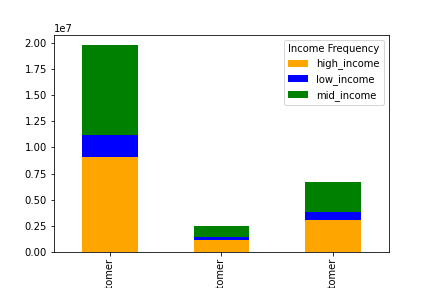 1e7
2.00
1.75
1.50
1.25
1.00
0.75
0.50
0.25
0.00
Income Frequency
high_income
low_income
mid_income
tomer
tomer
tomer